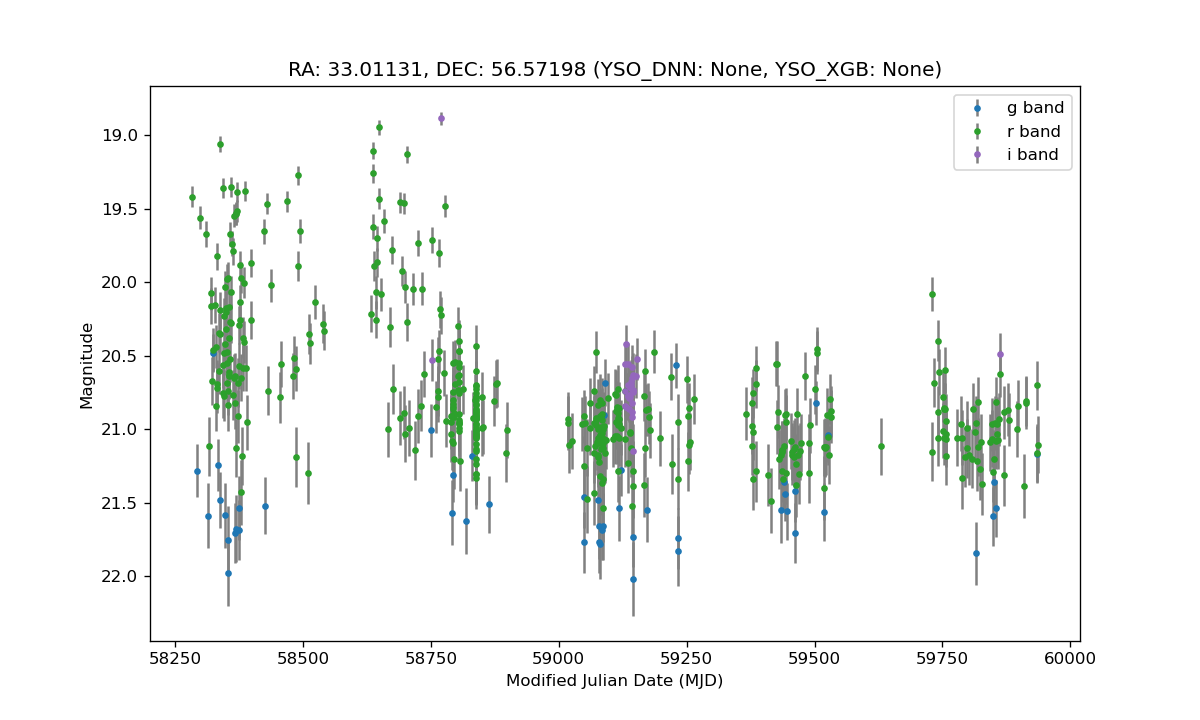 RA: 33.01131, DEC: 56.57198 (YSO_DNN: None, YSO_XGB: None)
g band
r band
i band
19.0
19.5
20.0
20.5
21.0
21.5
22.0
Magnitude
58250 58500 58750 59000 59250 59500 59750 60000
Modified Julian Date (MJD)